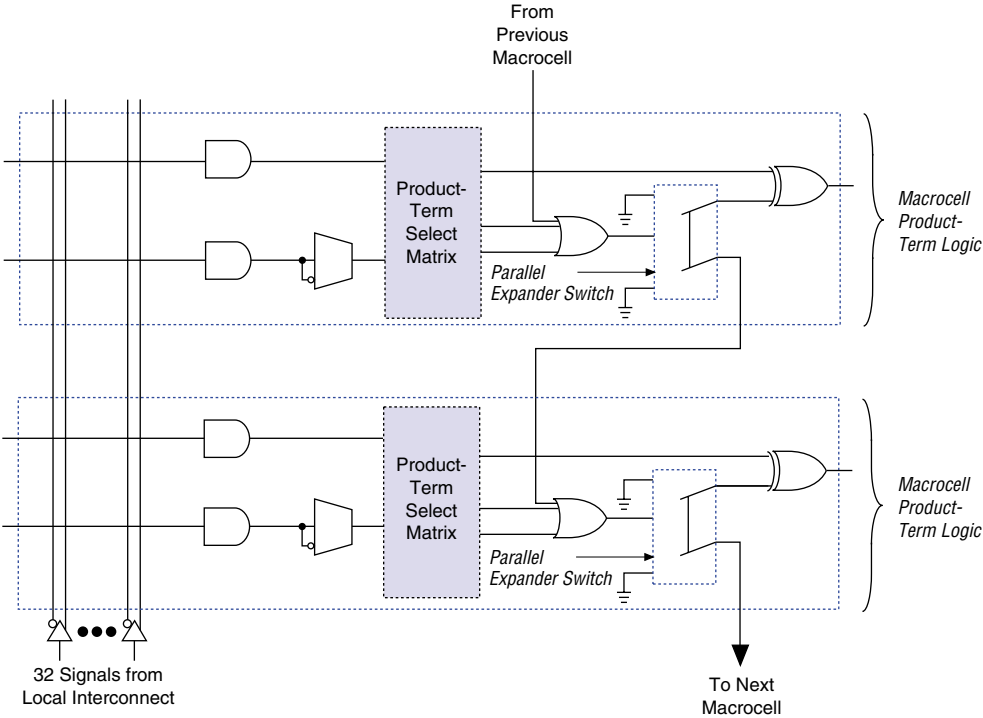 From
Previous
Macrocell
Product-
Term
Select
Matrix
Parallel
Expander Switch
Macrocell
Product-
Term Logic
Product-
Term
Select
Matrix
Parallel
Expander Switch
Macrocell
Product-
Term Logic
32 Signals from
Local Interconnect
To Next
Macrocell